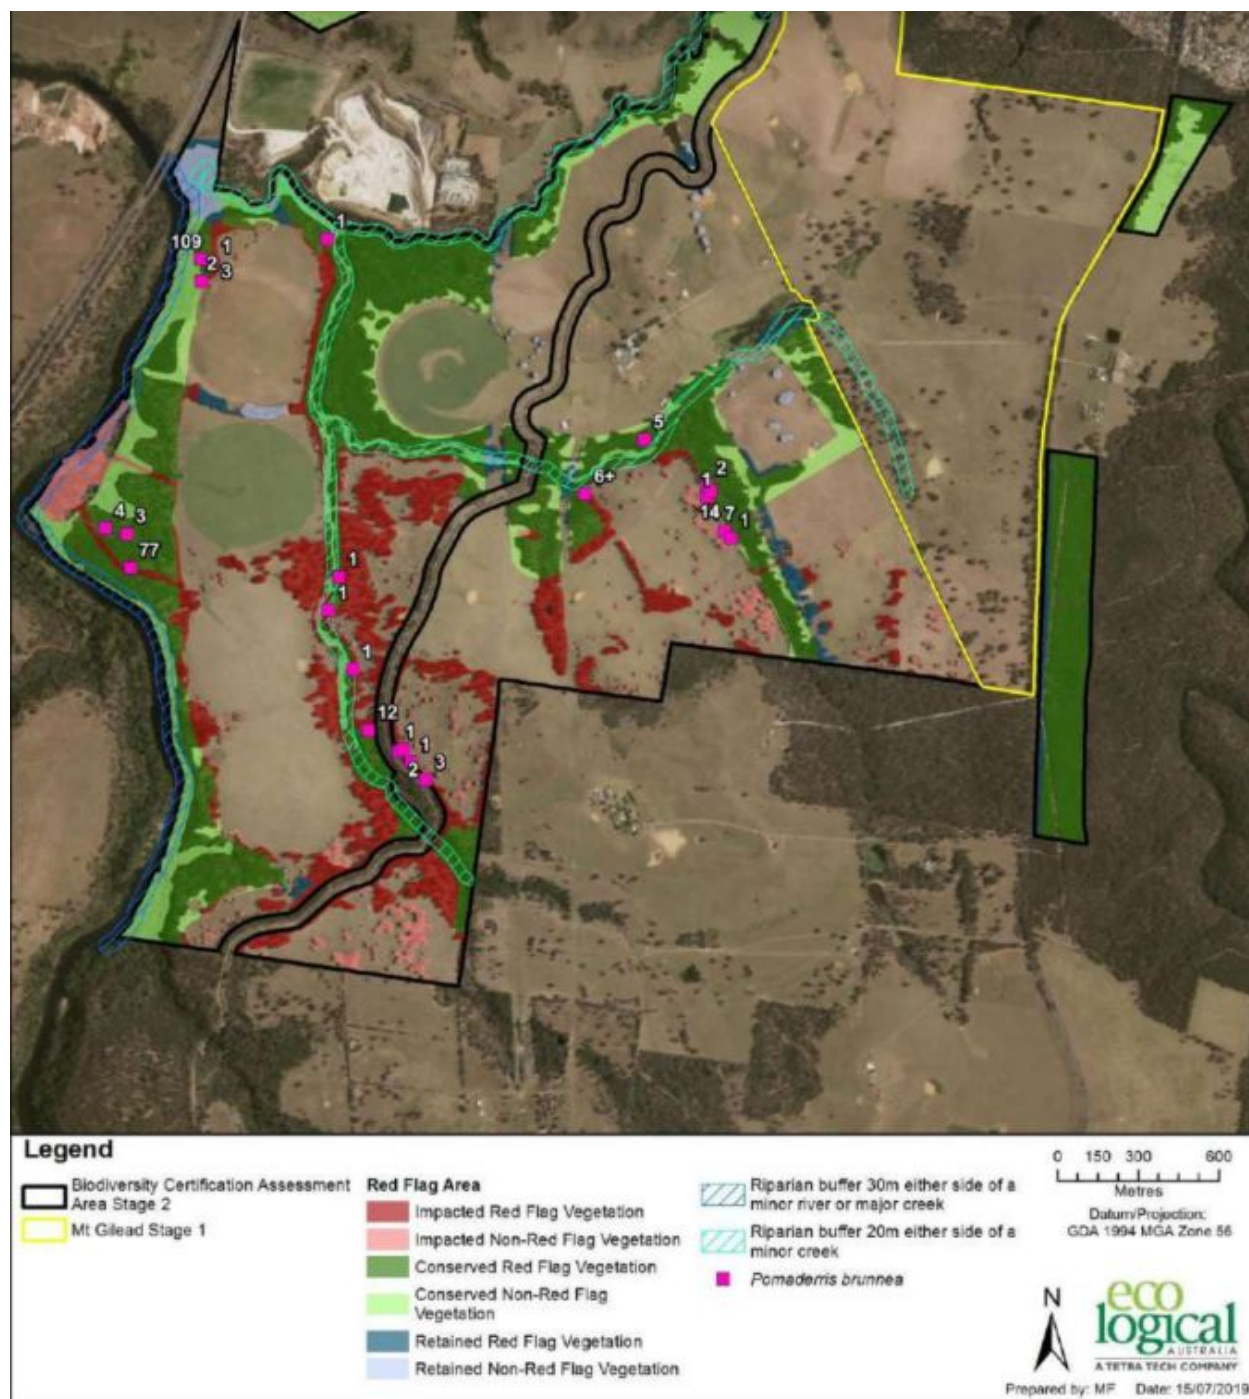 1
109
1
2
3
5
6+
2
1
14
7
1
4
3
77
1
1
1
12
1
1
2
3
Legend
Biodiversity Certification Assessment
Area Stage 2
Mt Gilead Stage 1
Red Flag Area
Impacted Red Flag Vegetation
Impacted Non-Red Flag Vegetation
Conserved Red Flag Vegetation
Conserved Non-Red Flag
Vegetation
Retained Red Flag Vegetation
Retained Non-Red Flag Vegetation
Riparian buffer 30m either side of a
minor river or major creek
Riparian buffer 20m either side of a
minor creek
Pomaderris brunnea
0 150 300 600
Metres
Datum/Projection:
GDA 1994 MGA Zone 56
N
eco
logical
AUSTRALIA
A TETRA TECH COMPANY
Prepared by: MF Date: 15/07/2019